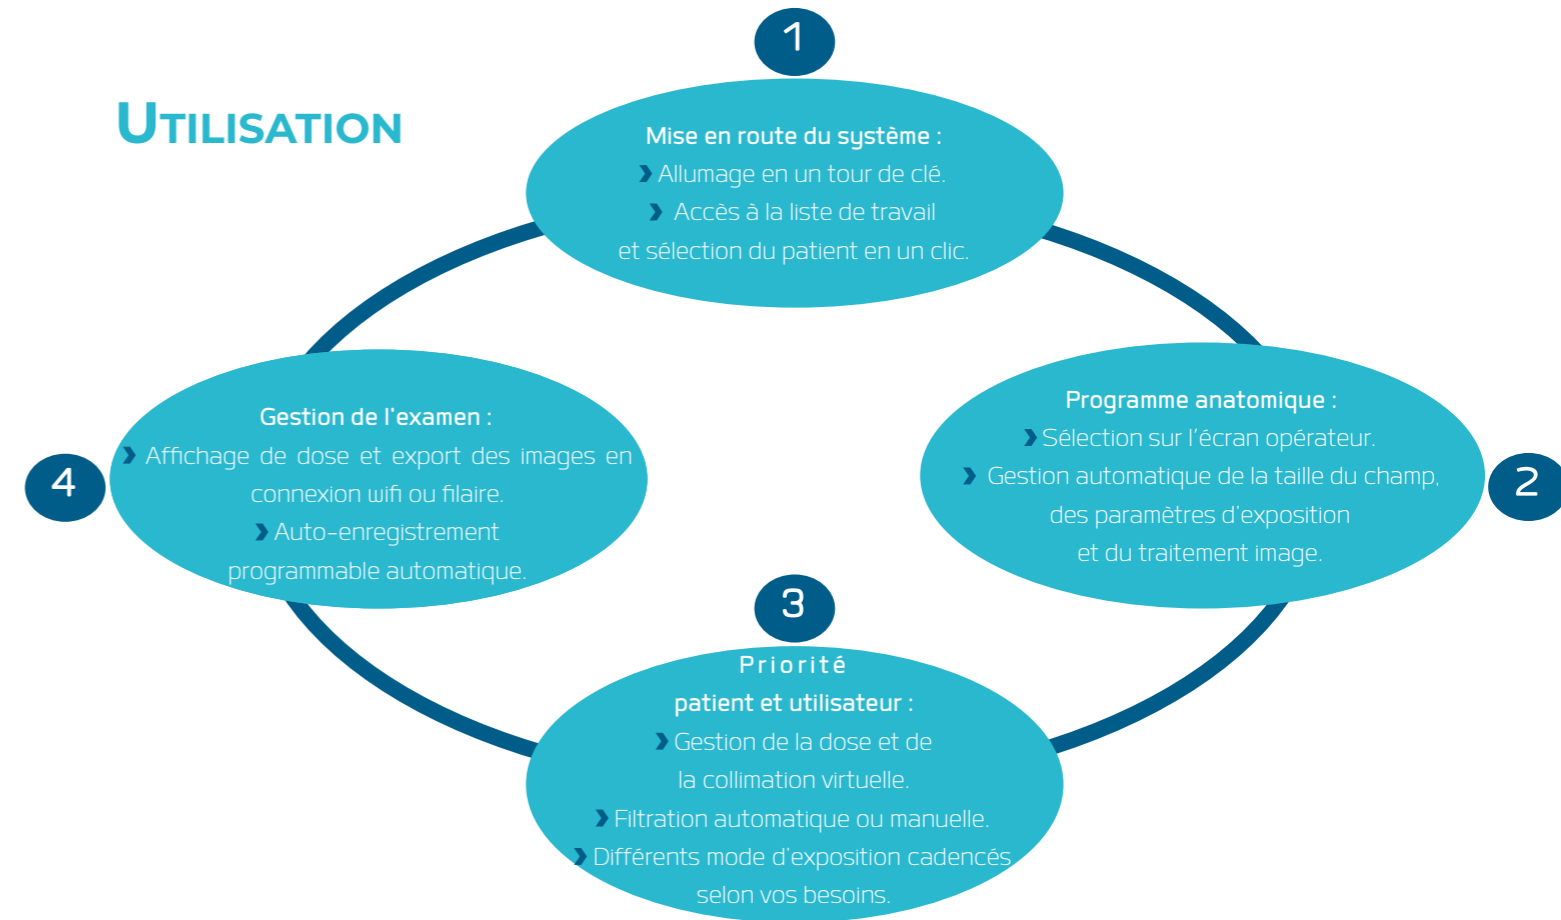 UTILISATION
1
Mise en route du système :
❯ Allumage en un tour de clé.
❯ Accès à la liste de travail
et sélection du patient en un clic.
2
Programme anatomique :
❯ Sélection sur l'écran opérateur.
❯ Gestion automatique de la taille du champ,
des paramètres d'exposition
et du traitement image.
3
Priorité
patient et utilisateur :
❯ Gestion de la dose et de
la collimation virtuelle.
❯ Filtration automatique ou manuelle.
❯ Différents mode d'exposition cadencés
selon vos besoins.
4
Gestion de l'examen :
❯ Affichage de dose et export des images en
connexion wifi ou filaire.
❯ Auto-enregistrement
programmable automatique.